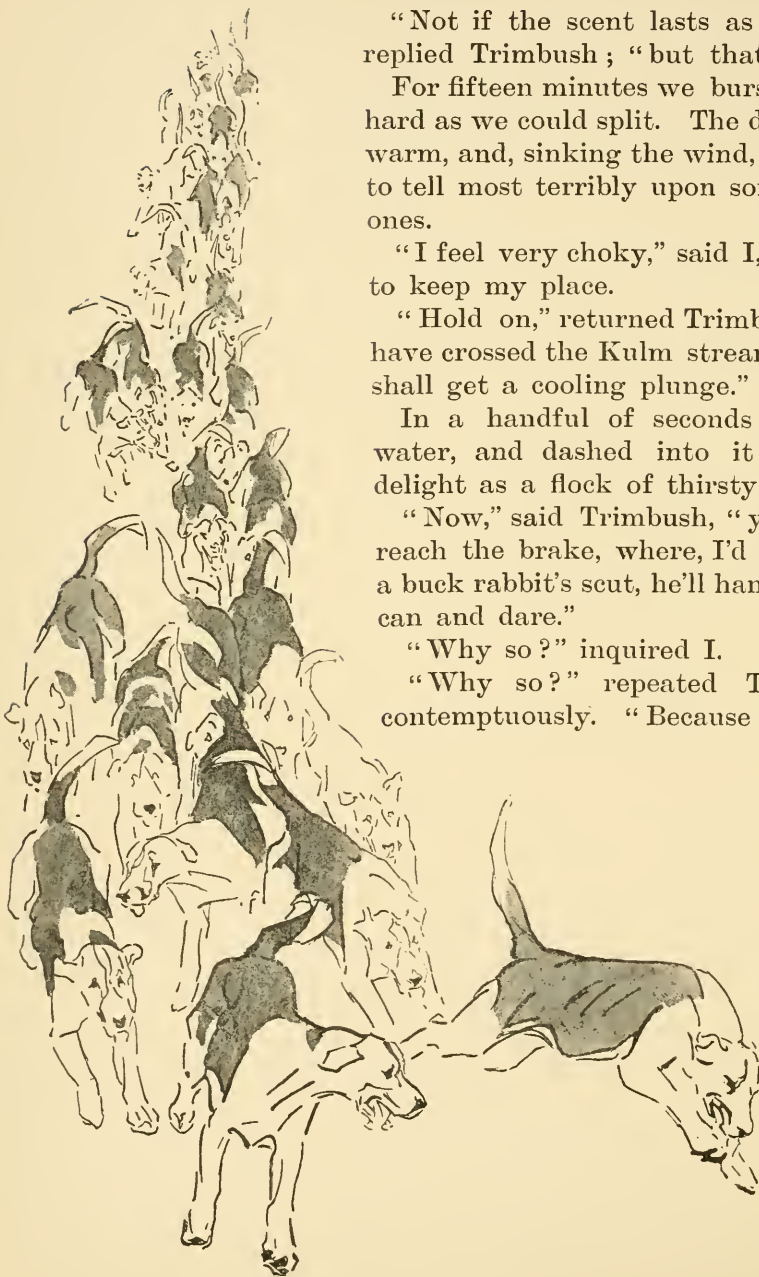 "Not if the scent lasts as
replied Trimbush; "but that
For fifteen minutes we burs
hard as we could split. The d
warm, and, sinking the wind,
to tell most terribly upon so
ones.
"I feel very choky," said I,
to keep my place.
"Hold on," returned Trimb
have crossed the Kulm strea
shall get a cooling plunge."
In a handful of seconds
water, and dashed into it
delight as a flock of thirsty
"Now," said Trimbush, "y
reach the brake, where, I'd
a buck rabbit's scut, he'll han
can and dare."
"Why so?" inquired I.
"Why so?" repeated T
contemptuously. "Because